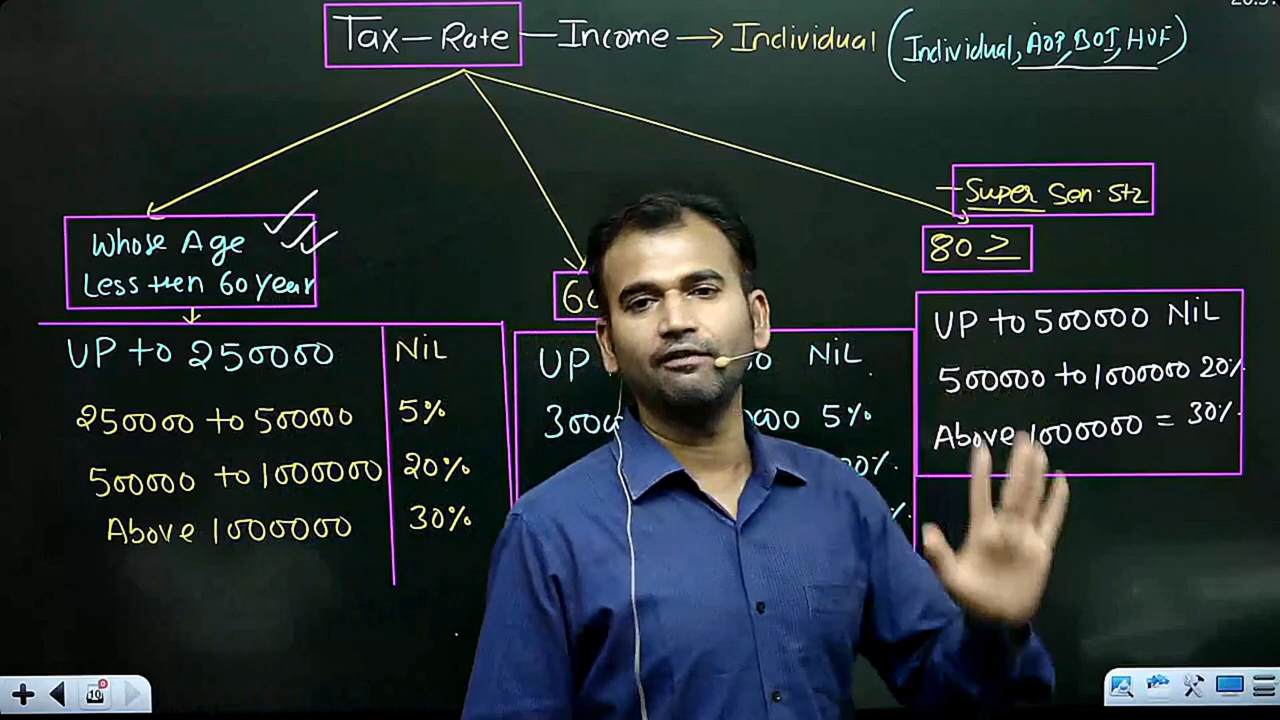 Tax - Rate - Income → Individual (Individual, AOP, BOI, HUF)
Super Sen. Stz
80 ≥
Whose Age
Less then 60 year
60
UP to 250000 NiL
250000 to 500000 5%
500000 to 1000000 20%
Above 1000000 30%
UP NiL
5%
UP to 500000 NiL
500000 to 1000000 20%
Above 1000000 = 30%
10